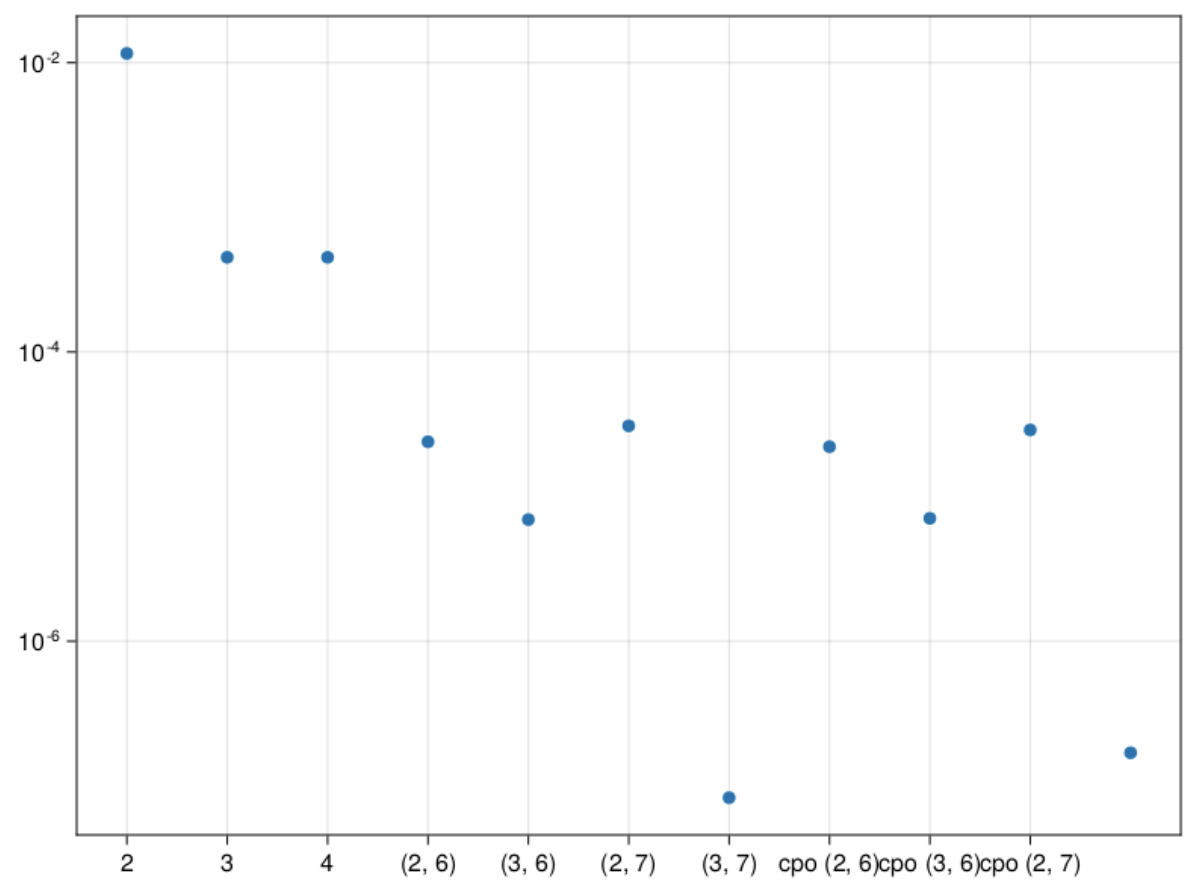 10-2
10-4
10-6
2 3 4 (2, 6) (3, 6) (2, 7) (3, 7) cpo (2, 6)cpo (3, 6)cpo (2, 7)